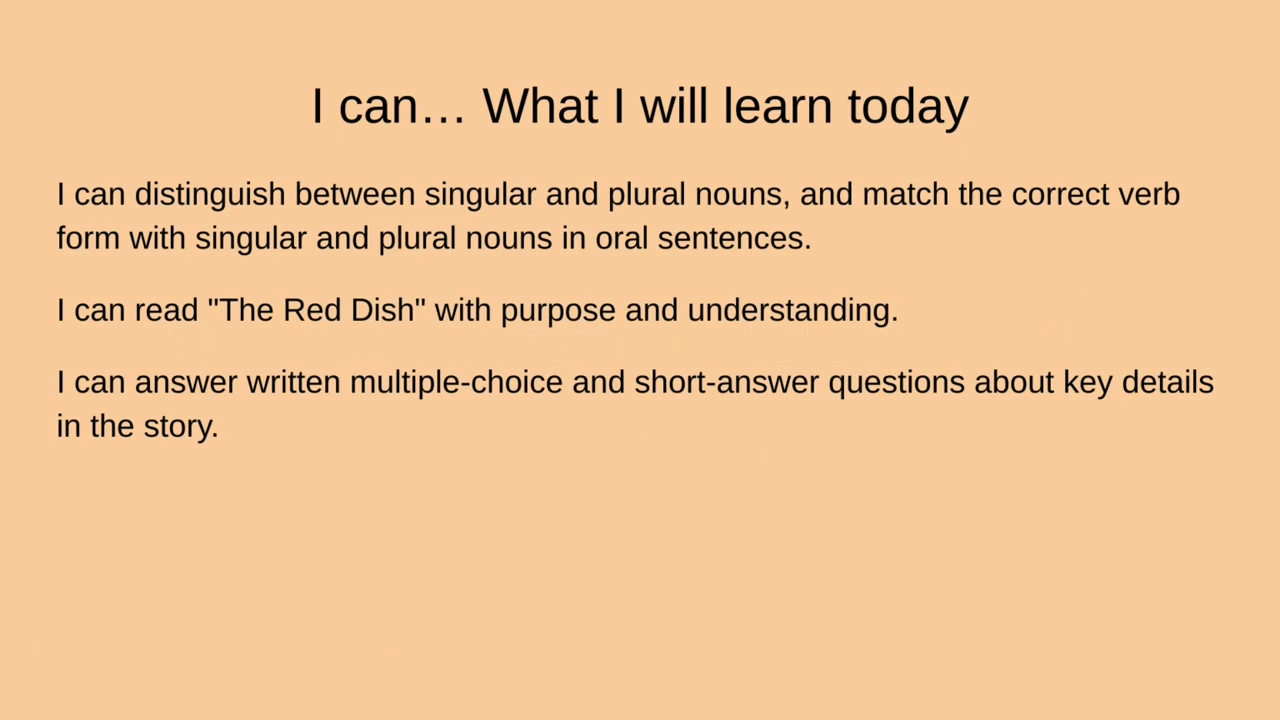 I can… What I will learn today
I can distinguish between singular and plural nouns, and match the correct verb
form with singular and plural nouns in oral sentences.
I can read "The Red Dish" with purpose and understanding.
I can answer written multiple-choice and short-answer questions about key details
in the story.